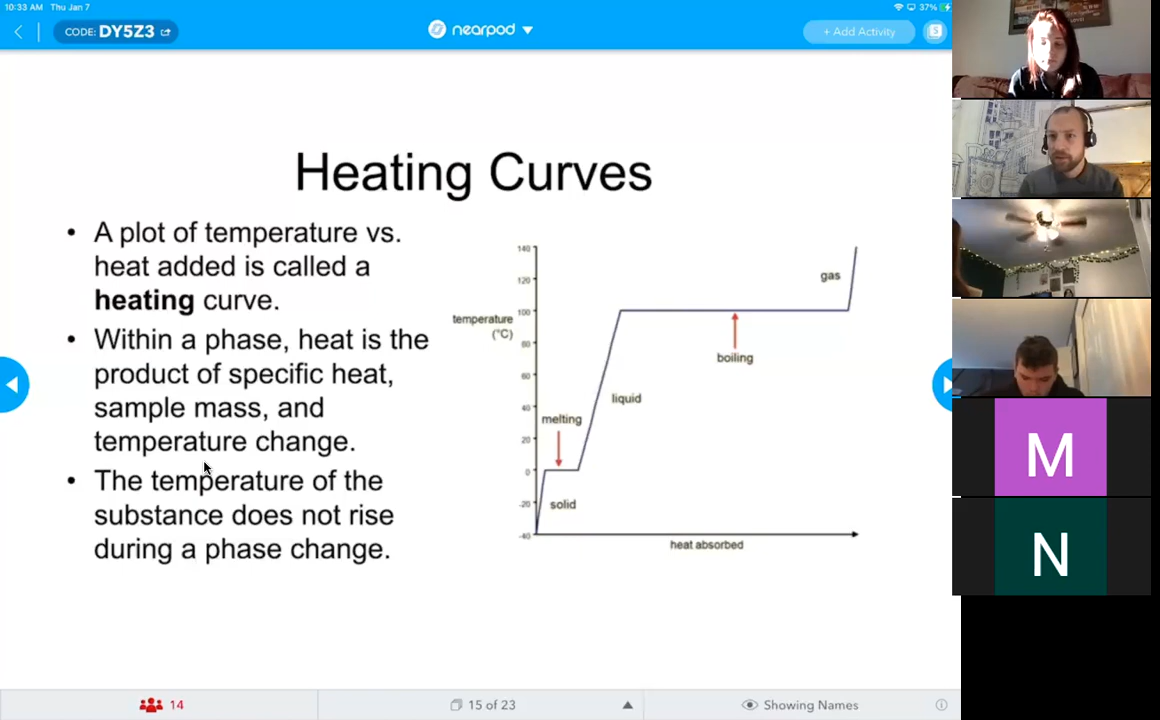 10:33 AM Thu Jan 7
37%
CODE: DY5Z3
nearpod
+ Add Activity
Heating Curves
• A plot of temperature vs.
heat added is called a
heating curve.
• Within a phase, heat is the
product of specific heat,
sample mass, and
temperature change.
• The temperature of the
substance does not rise
during a phase change.
temperature
(°C)
140
120
100
80
60
40
20
0
-20
-40
gas
boiling
liquid
melting
solid
heat absorbed
M
N
14
15 of 23
Showing Names